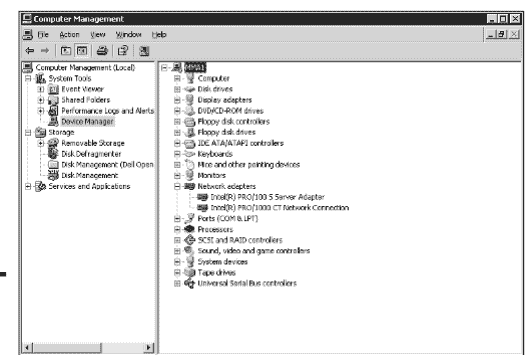 Computer Management
File Action View Window Help
Computer Management (Local)
System Tools
Event Viewer
Shared Folders
Performance Logs and Alerts
Device Manager
Storage
Removable Storage
Disk Defragmenter
Disk Management (Dell Open
Disk Management
Services and Applications
Computer
Disk drives
Display adapters
DVD/CD-ROM drives
Floppy disk controllers
Floppy disk drives
IDE ATA/ATAPI controllers
Keyboards
Mice and other pointing devices
Monitors
Network adapters
Intel(R) PRO/100 S Server Adapter
Intel(R) PRO/1000 CT Network Connection
Ports (COM & LPT)
Processors
SCSI and RAID controllers
Sound, video and game controllers
System devices
Tape drives
Universal Serial Bus controllers